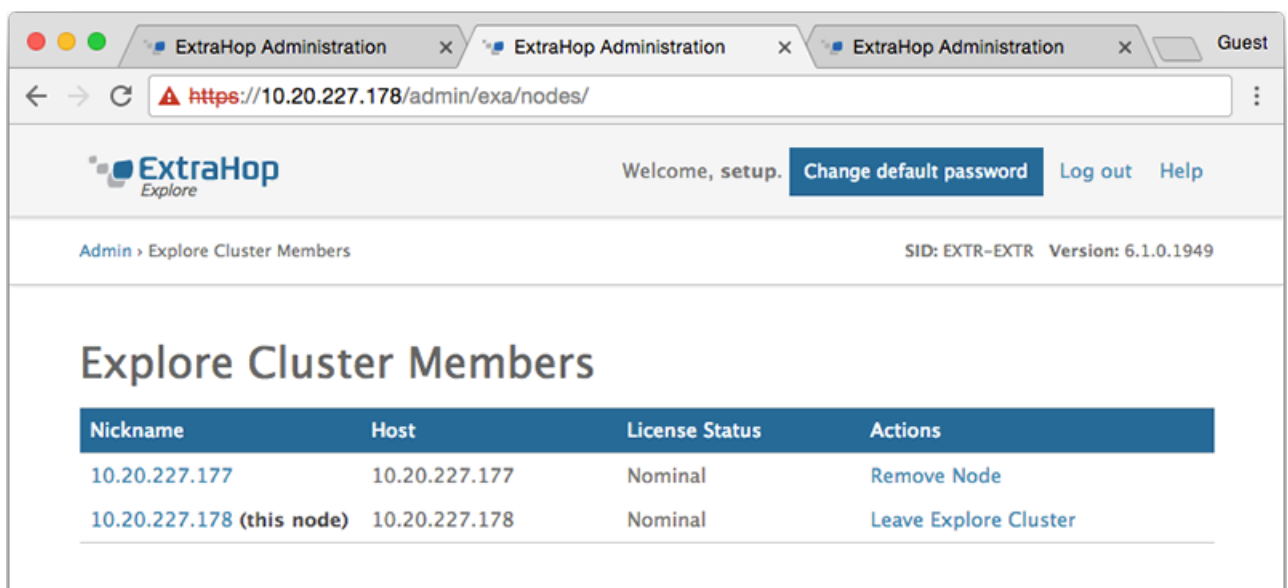 ExtraHop Administration × ExtraHop Administration × ExtraHop Administration × Guest
https://10.20.227.178/admin/exa/nodes/
ExtraHop
Explore
Welcome, setup. Change default password Log out Help
Admin › Explore Cluster Members SID: EXTR-EXTR Version: 6.1.0.1949
Explore Cluster Members
Nickname Host License Status Actions
10.20.227.177 10.20.227.177 Nominal Remove Node
10.20.227.178 (this node) 10.20.227.178 Nominal Leave Explore Cluster